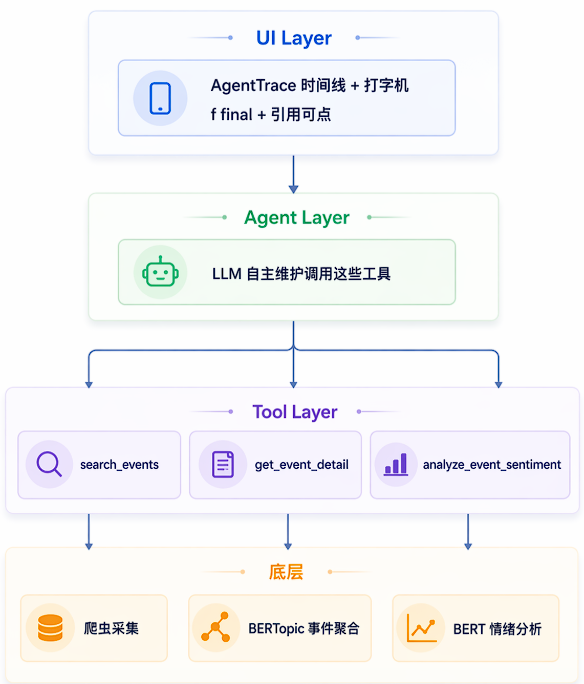 UI Layer
AgentTrace 时间线 + 打字机
f final + 引用可点
Agent Layer
LLM 自主维护调用这些工具
Tool Layer
search_events
get_event_detail
analyze_event_sentiment
底层
爬虫采集
BERTopic 事件聚合
BERT 情绪分析